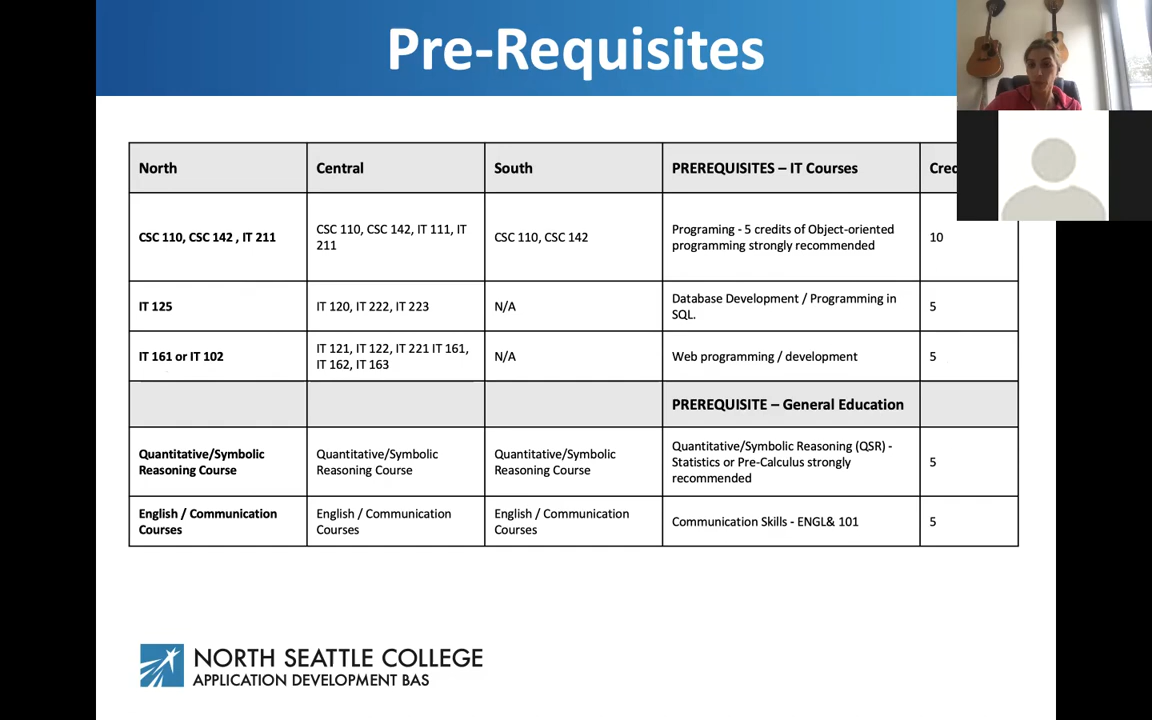 Pre-Requisites
North Central South PREREQUISITES – IT Courses
CSC 110, CSC 142 , IT 211
CSC 110, CSC 142, IT 111, IT
211
CSC 110, CSC 142
Programing - 5 credits of Object-oriented
programming strongly recommended
10
IT 125
IT 120, IT 222, IT 223
N/A
Database Development / Programming in
SQL.
5
IT 161 or IT 102
IT 121, IT 122, IT 221 IT 161,
IT 162, IT 163
N/A
Web programming / development
5
PREREQUISITE – General Education
Quantitative/Symbolic
Reasoning Course
Quantitative/Symbolic
Reasoning Course
Quantitative/Symbolic
Reasoning Course
Quantitative/Symbolic Reasoning (QSR) -
Statistics or Pre-Calculus strongly
recommended
5
English / Communication
Courses
English / Communication
Courses
English / Communication
Courses
Communication Skills - ENGL& 101
5
NORTH SEATTLE COLLEGE
APPLICATION DEVELOPMENT BAS